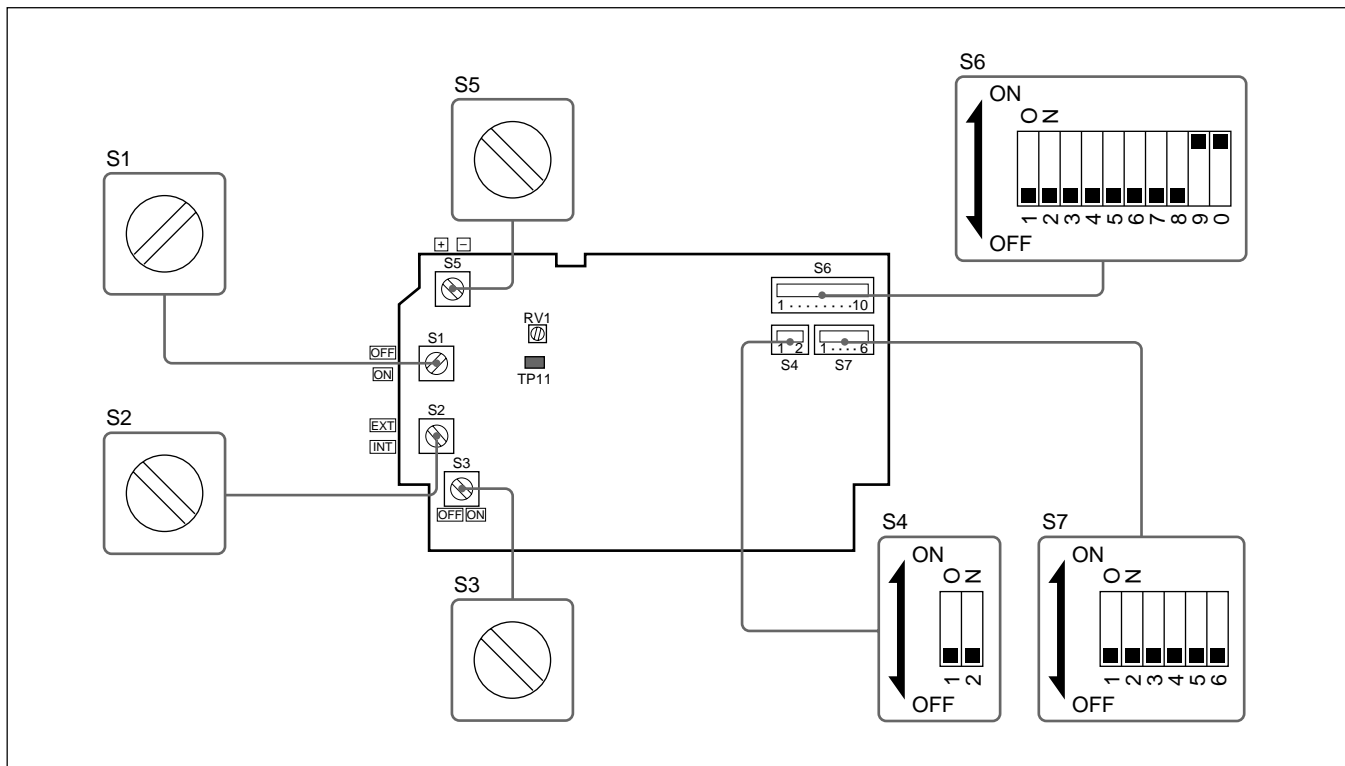 S5
S6
ON
ON
1 2 3 4 5 6 7 8 9 0
OFF
S1
+ −
S5
S6
1 ········ 10
RV1
S1
OFF
ON
TP11
1 2
S4
1 ···· 6
S7
S2
S2
EXT
INT
S3
OFF ON
S3
S4
ON
ON
1 2
OFF
S7
ON
ON
1 2 3 4 5 6
OFF